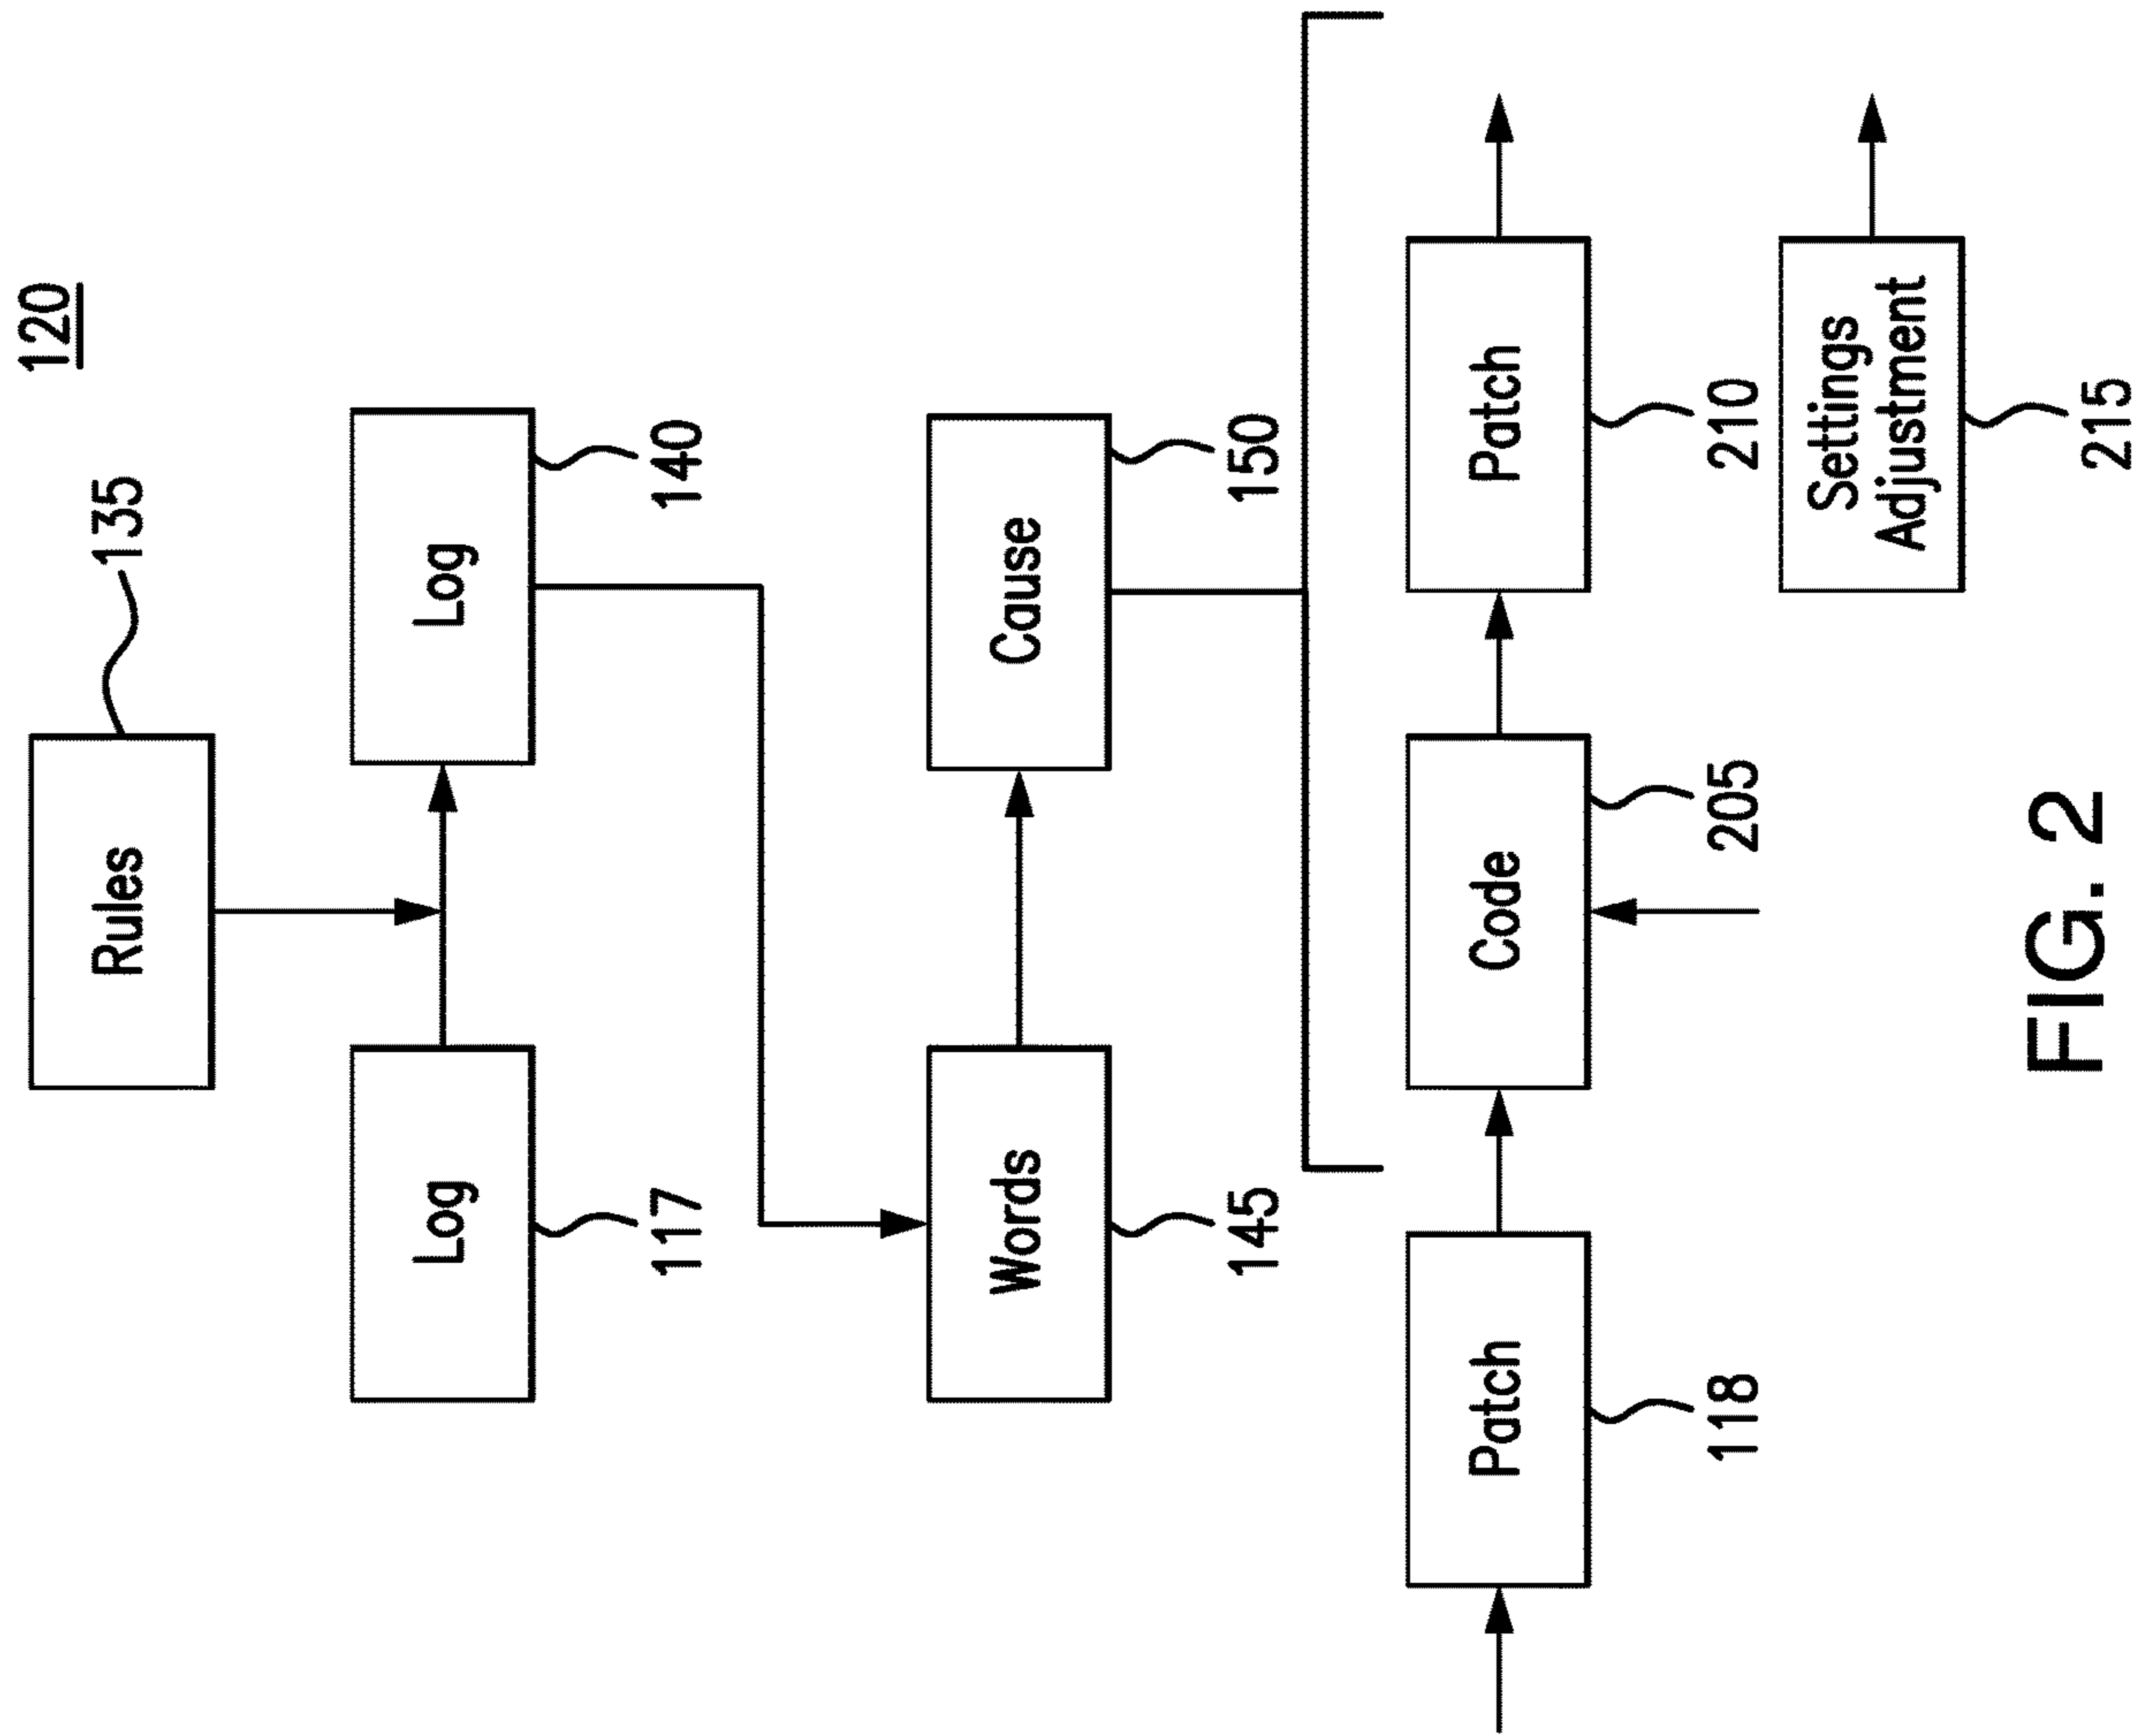 120
Rules
135
Log
117
Log
140
Words
145
Cause
150
Patch
118
Code
205
Patch
210
Settings
Adjustment
215
FIG. 2